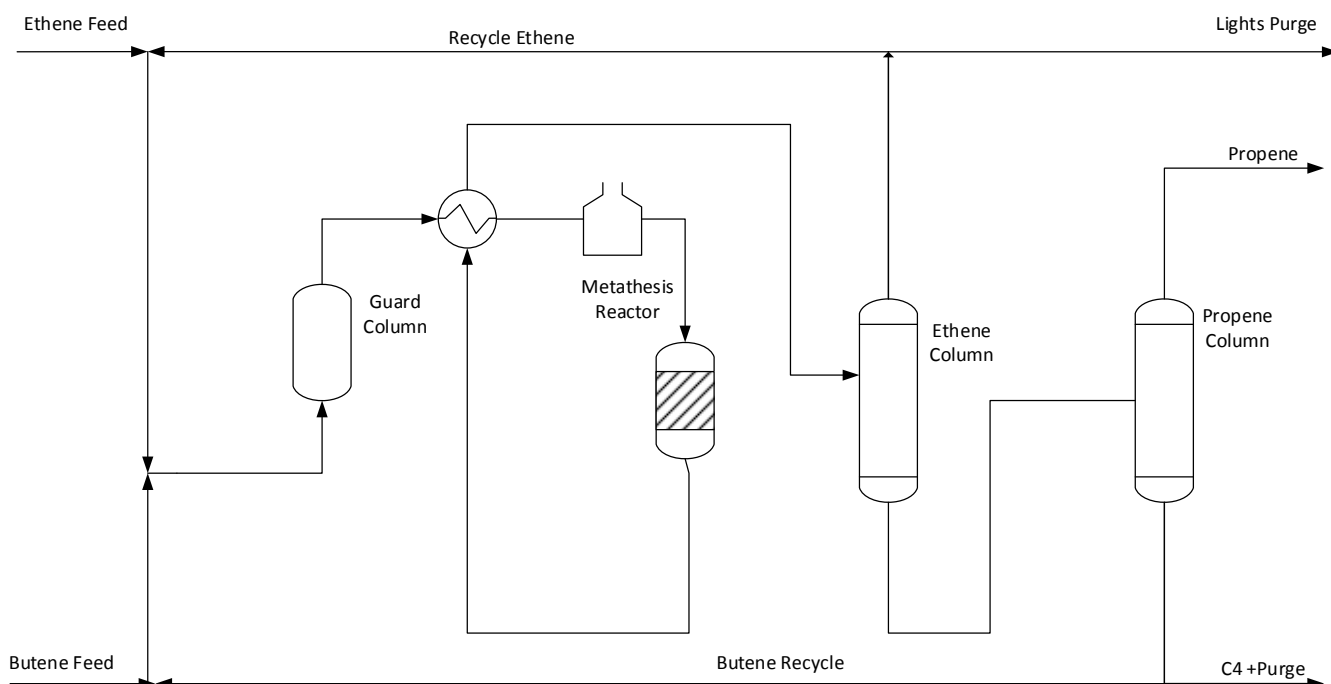 Ethene Feed
Recycle Ethene
Lights Purge
Propene
Metathesis
Reactor
Guard
Column
Ethene
Column
Propene
Column
Butene Feed
Butene Recycle
C4 +Purge